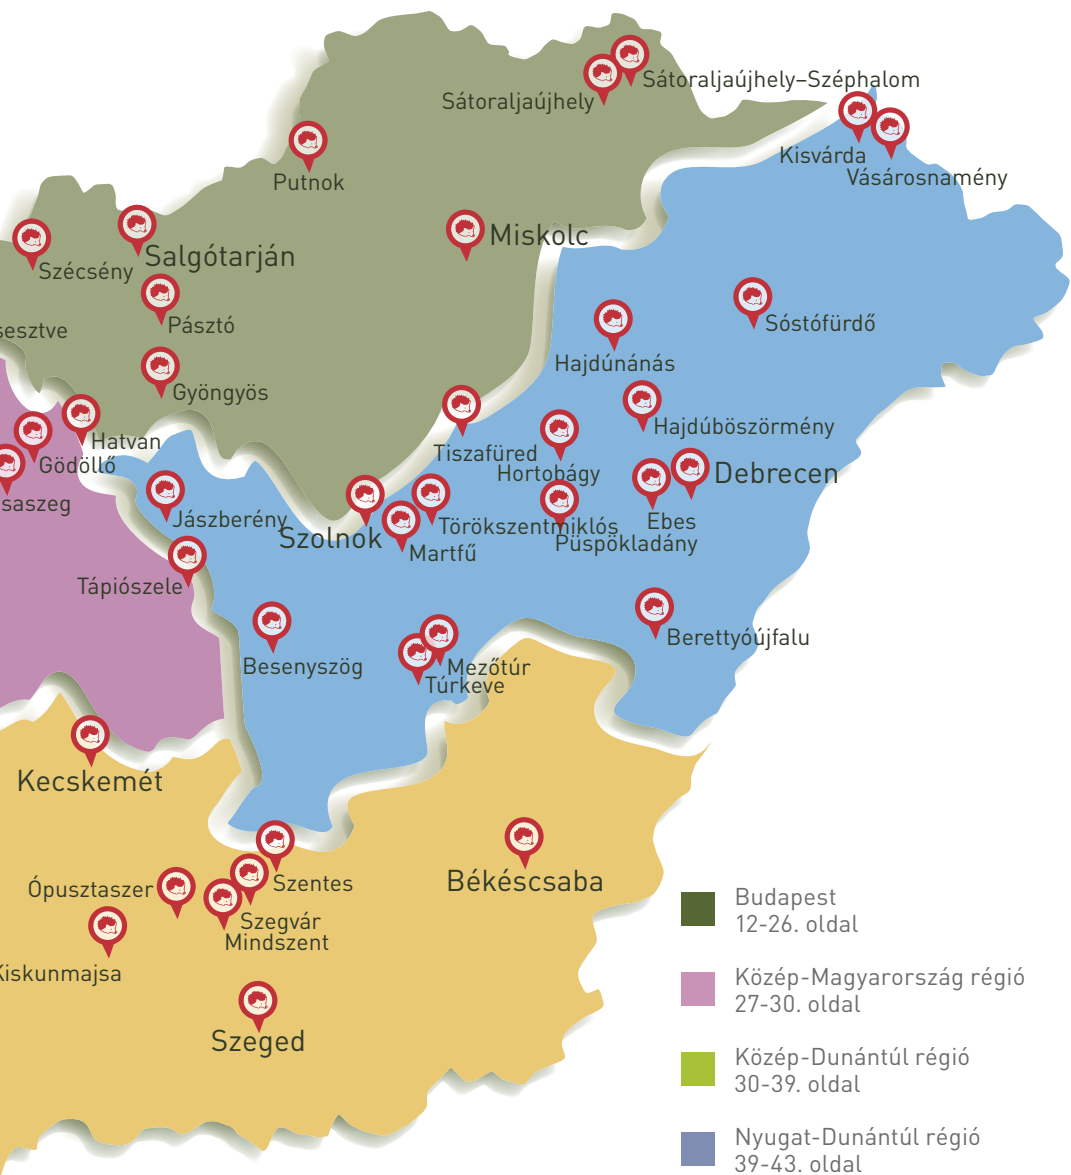 Sátoraljaújhely–Széphalom
Sátoraljaújhely
Kisvárda
Vásárosnamény
Putnok
Miskolc
Salgótarján
Szécsény
Pásztó
sesztve
Sóstófürdő
Hajdúnánás
Gyöngyös
Hajdúböszörmény
Hatvan
Tiszafüred
Gödöllő
Hortobágy
Debrecen
saszeg
Jászberény
Törökszentmiklós
Ebes
Szolnok
Püspökladány
Martfű
Tápiószele
Berettyóújfalu
Besenyszög
Mezőtúr
Túrkeve
Kecskemét
Békéscsaba
Szentes
Ópusztaszer
Szegvár
Mindszent
Kiskunmajsa
Szeged
Budapest
12-26. oldal
Közép-Magyarország régió
27-30. oldal
Közép-Dunántúl régió
30-39. oldal
Nyugat-Dunántúl régió
39-43. oldal